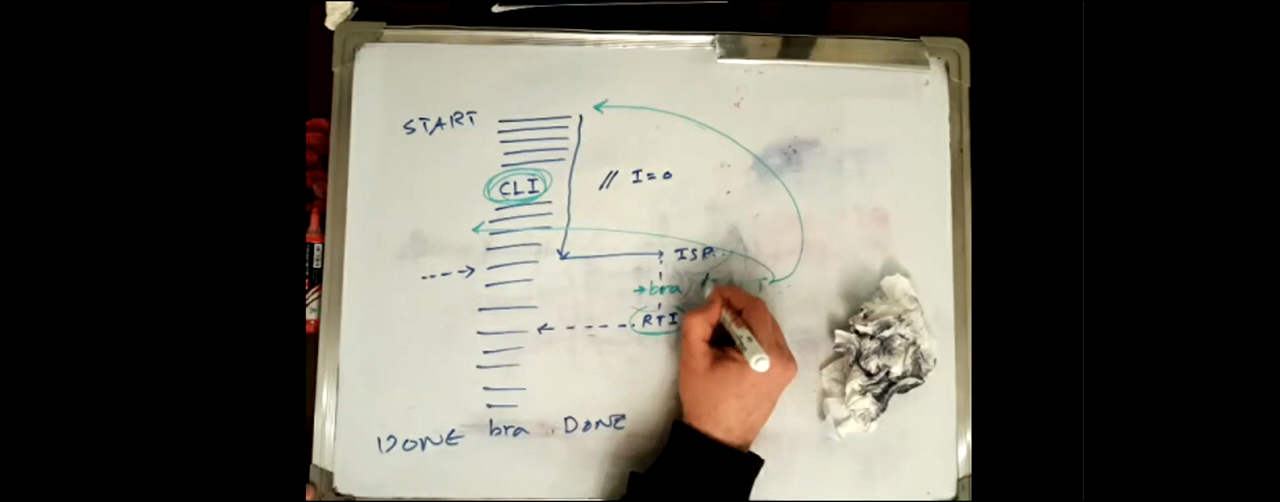 START
CLI
// I=0
ISR
bra
RTI
DONE bra DONE